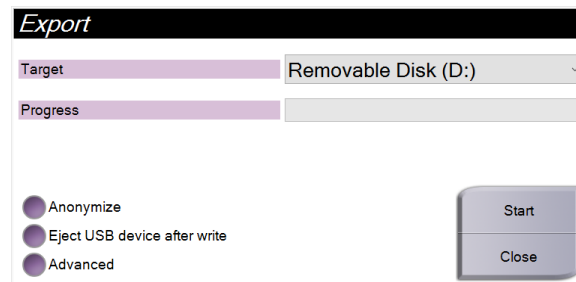 Export
Target
Removable Disk (D:)
Progress
Anonymize
Eject USB device after write
Advanced
Start
Close